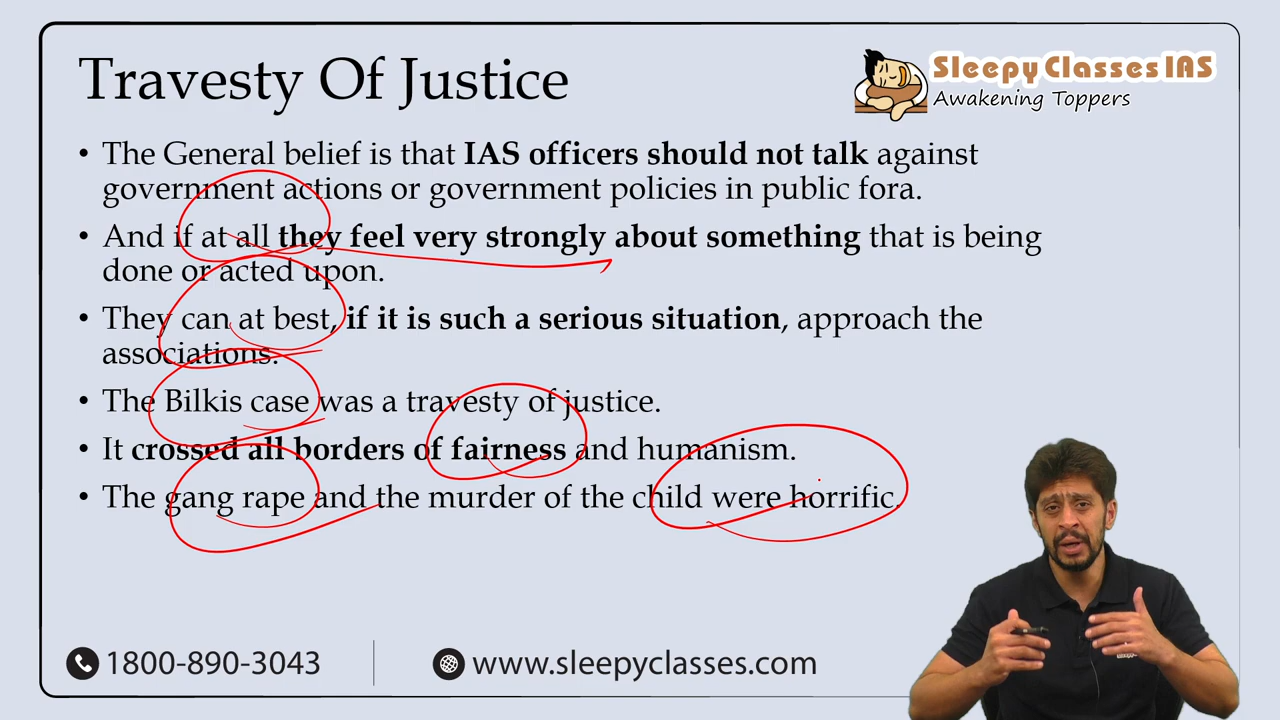 Travesty Of Justice
Sleepy Classes IAS
Awakening Toppers
• The General belief is that IAS officers should not talk against
government actions or government policies in public fora.
• And if at all they feel very strongly about something that is being
done or acted upon.
• They can at best, if it is such a serious situation, approach the
associations.
• The Bilkis case was a travesty of justice.
• It crossed all borders of fairness and humanism.
• The gang rape and the murder of the child were horrific.
1800-890-3043
www.sleepyclasses.com